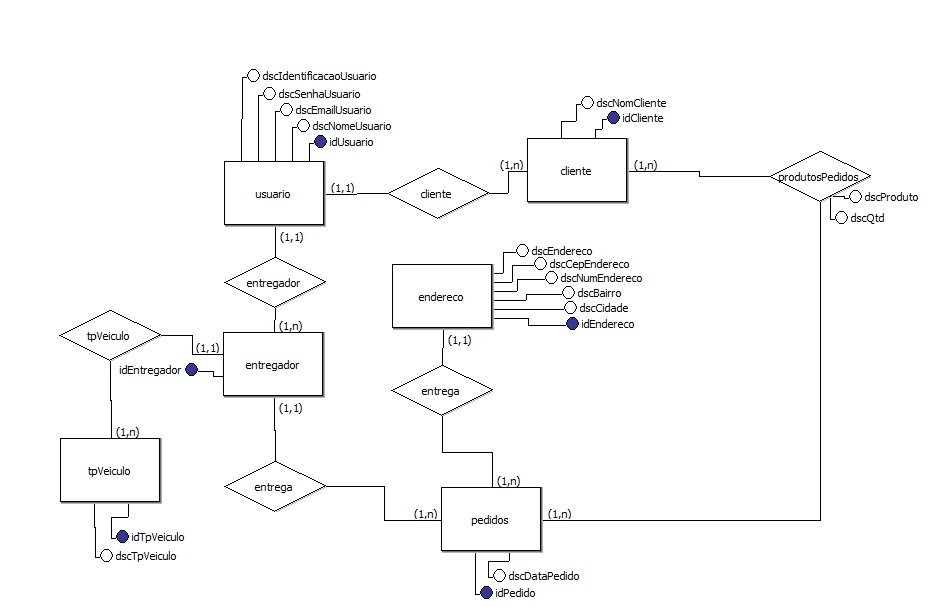 dscIdentificacaoUsuario
dscSenhaUsuario
dscEmailUsuario
dscNomeUsuario
idUsuario
dscNomCliente
idCliente
usuario
(1,1)
cliente
(1,n)
cliente
(1,n)
produtosPedidos
dscProduto
dscQtd
(1,1)
entregador
(1,n)
dscEndereco
dscCepEndereco
dscNumEndereco
dscBairro
dscCidade
idEndereco
endereco
(1,1)
tpVeiculo
(1,1)
idEntregador
entregador
(1,1)
entrega
(1,n)
tpVeiculo
idTpVeiculo
dscTpVeiculo
entrega
(1,n)
(1,n)
pedidos
(1,n)
dscDataPedido
idPedido